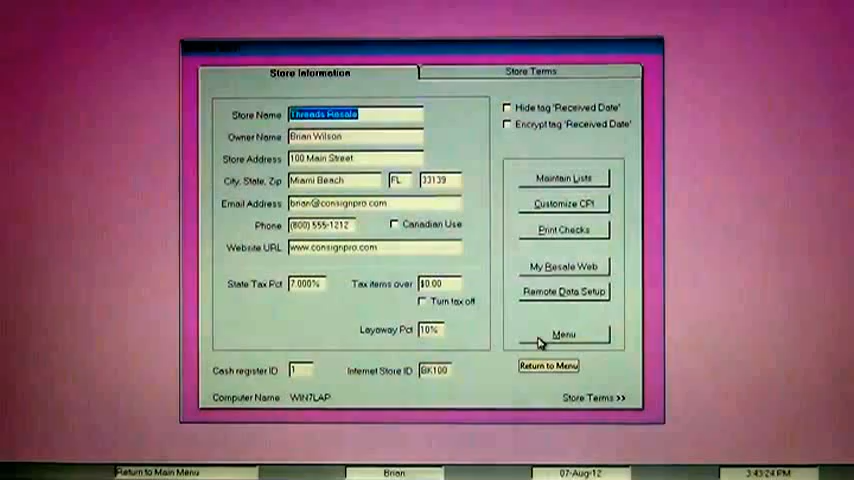 Store Information
Store Terms
Store Name Threads Resale
Owner Name Brian Wilson
Store Address 100 Main Street
City, State, Zip Miami Beach FL 33139
Email Address brian@consignpro.com
Phone (800) 555-1212 Canadian Use
Website URL www.consignpro.com
State Tax Pct 7.000% Tax items over $0.00
Turn tax off
Layaway Pct 10%
Cash register ID 1 Internet Store ID BK100
Computer Name WIN7LAP
Hide tag 'Received Date'
Encrypt tag 'Received Date'
Maintain Lists
Customize CP!
Print Checks
My Resale Web
Remote Data Setup
Menu
Return to Menu
Store Terms >>
Return to Main Menu Brian 07-Aug-12 3:43:24 PM